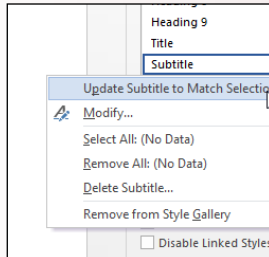 Heading 9
Title
Subtitle
Update Subtitle to Match Selectio
Modify...
Select All: (No Data)
Remove All: (No Data)
Delete Subtitle...
Remove from Style Gallery
Disable Linked Styles